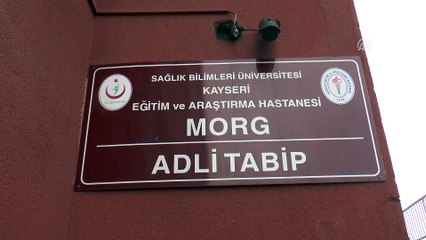 SAĞLIK BİLİMLERİ ÜNİVERSİTESİ
KAYSERİ
EĞİTİM ve ARAŞTIRMA HASTANESİ
MORG
ADLİ TABİP